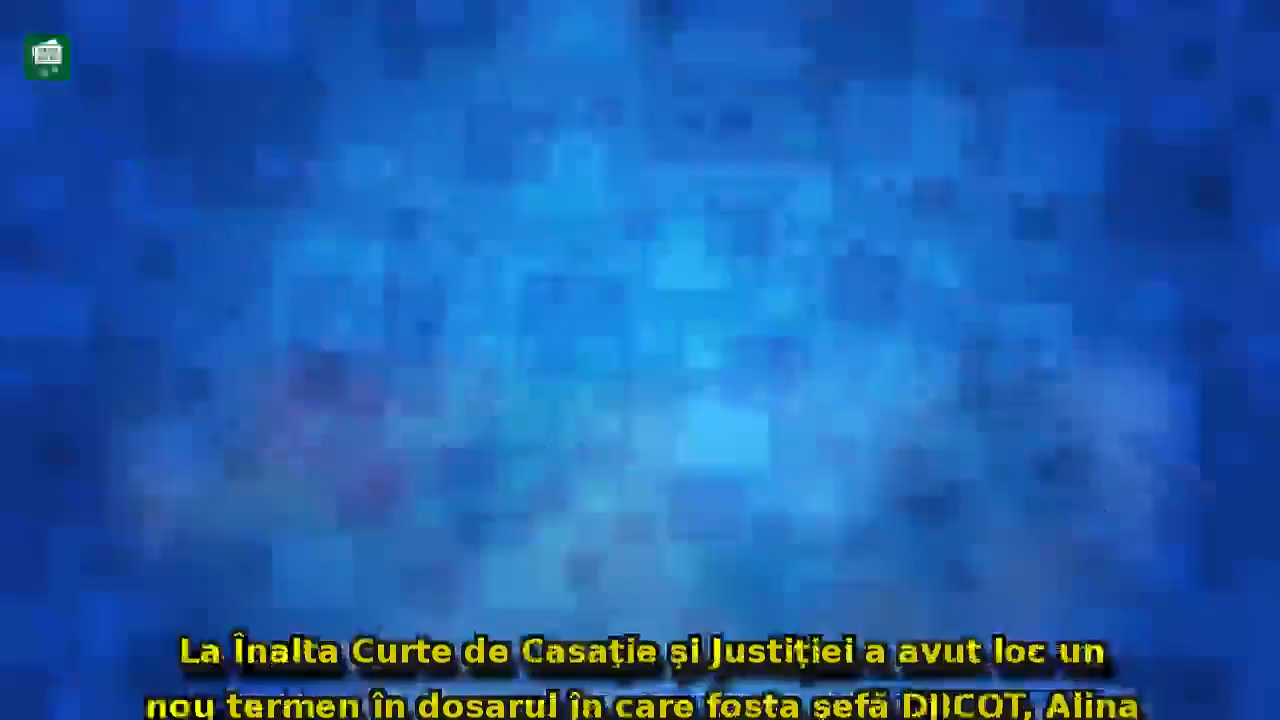 La Înalta Curte de Casație și Justiției a avut loc un
nou termen în dosarul în care fosta șefă DIICOT, Alina